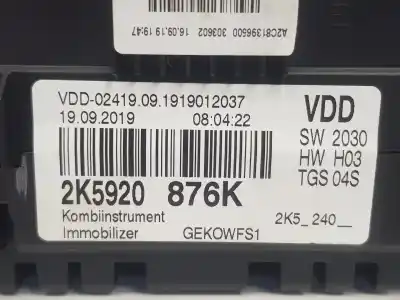 A2C81396500 303602 16.09.19 19:47
VDD-02419.09.1919012037
19.09.2019 08:04:22
VDD
SW 2030
HW H03
TGS 04S
2K5920 876K
Kombiinstrument
Immobilizer GEKOWFS1
2K5_240__